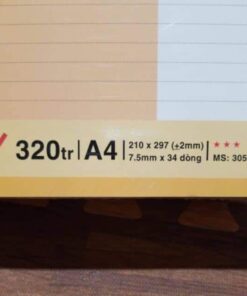 320tr | A4 | 210 x 297 (±2mm)
7.5mm x 34 dòng | ★★★
MS: 305